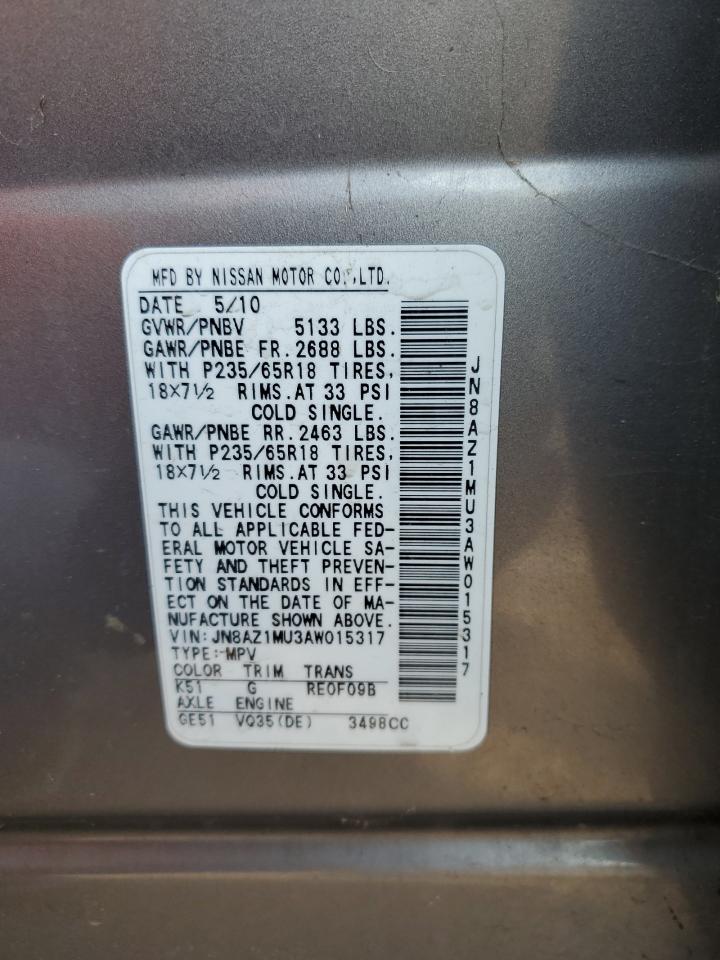 MFD BY NISSAN MOTOR CO.,LTD.
DATE 5/10
GVWR/PNBV 5133 LBS.
GAWR/PNBE FR.2688 LBS.
WITH P235/65R18 TIRES,
18×7½ RIMS.AT 33 PSI
COLD SINGLE.
GAWR/PNBE RR.2463 LBS.
WITH P235/65R18 TIRES,
18×7½ RIMS.AT 33 PSI
COLD SINGLE.
THIS VEHICLE CONFORMS
TO ALL APPLICABLE FED-
ERAL MOTOR VEHICLE SA-
FETY AND THEFT PREVEN-
TION STANDARDS IN EFF-
ECT ON THE DATE OF MA-
NUFACTURE SHOWN ABOVE.
VIN:JN8AZ1MU3AW015317
TYPE:MPV
COLOR TRIM TRANS
K51 G RE0F09B
AXLE ENGINE
GE51 VQ35(DE) 3498CC
JN8AZ1MU3AW015317